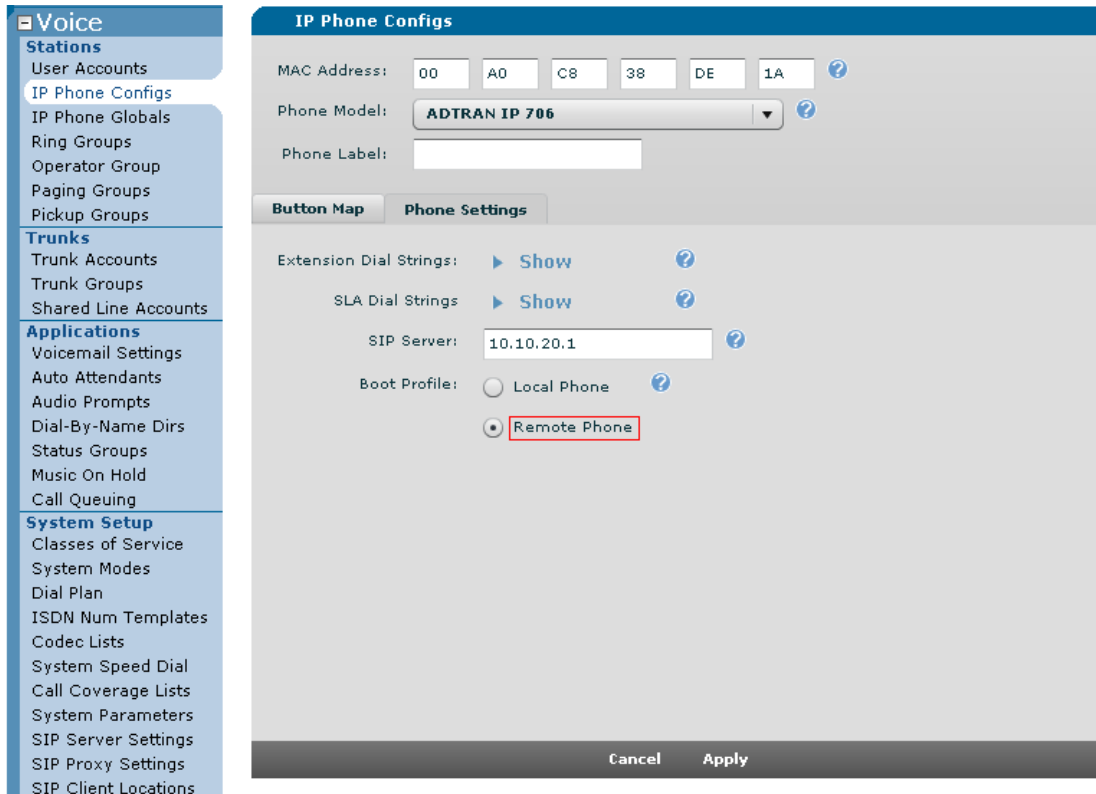 Voice
Stations
User Accounts
IP Phone Configs
IP Phone Globals
Ring Groups
Operator Group
Paging Groups
Pickup Groups
Trunks
Trunk Accounts
Trunk Groups
Shared Line Accounts
Applications
Voicemail Settings
Auto Attendants
Audio Prompts
Dial-By-Name Dirs
Status Groups
Music On Hold
Call Queuing
System Setup
Classes of Service
System Modes
Dial Plan
ISDN Num Templates
Codec Lists
System Speed Dial
Call Coverage Lists
System Parameters
SIP Server Settings
SIP Proxy Settings
SIP Client Locations
IP Phone Configs
MAC Address: 00 A0 C8 38 DE 1A ?
Phone Model: ADTRAN IP 706 ?
Phone Label:
Button Map Phone Settings
Extension Dial Strings: Show ?
SLA Dial Strings Show ?
SIP Server: 10.10.20.1 ?
Boot Profile: Local Phone ?
Remote Phone
Cancel Apply